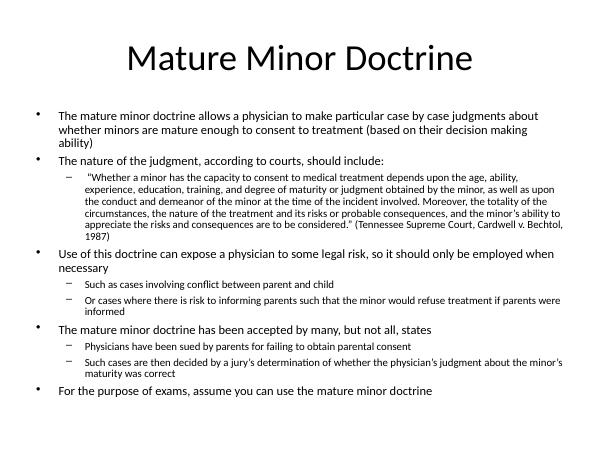 Mature Minor Doctrine
• The mature minor doctrine allows a physician to make particular case by case judgments about
whether minors are mature enough to consent to treatment (based on their decision making
ability)
• The nature of the judgment, according to courts, should include:
– “Whether a minor has the capacity to consent to medical treatment depends upon the age, ability,
experience, education, training, and degree of maturity or judgment obtained by the minor, as well as upon
the conduct and demeanor of the minor at the time of the incident involved. Moreover, the totality of the
circumstances, the nature of the treatment and its risks or probable consequences, and the minor’s ability to
appreciate the risks and consequences are to be considered.” (Tennessee Supreme Court, Cardwell v. Bechtol,
1987)
• Use of this doctrine can expose a physician to some legal risk, so it should only be employed when
necessary
– Such as cases involving conflict between parent and child
– Or cases where there is risk to informing parents such that the minor would refuse treatment if parents were
informed
• The mature minor doctrine has been accepted by many, but not all, states
– Physicians have been sued by parents for failing to obtain parental consent
– Such cases are then decided by a jury’s determination of whether the physician’s judgment about the minor’s
maturity was correct
• For the purpose of exams, assume you can use the mature minor doctrine